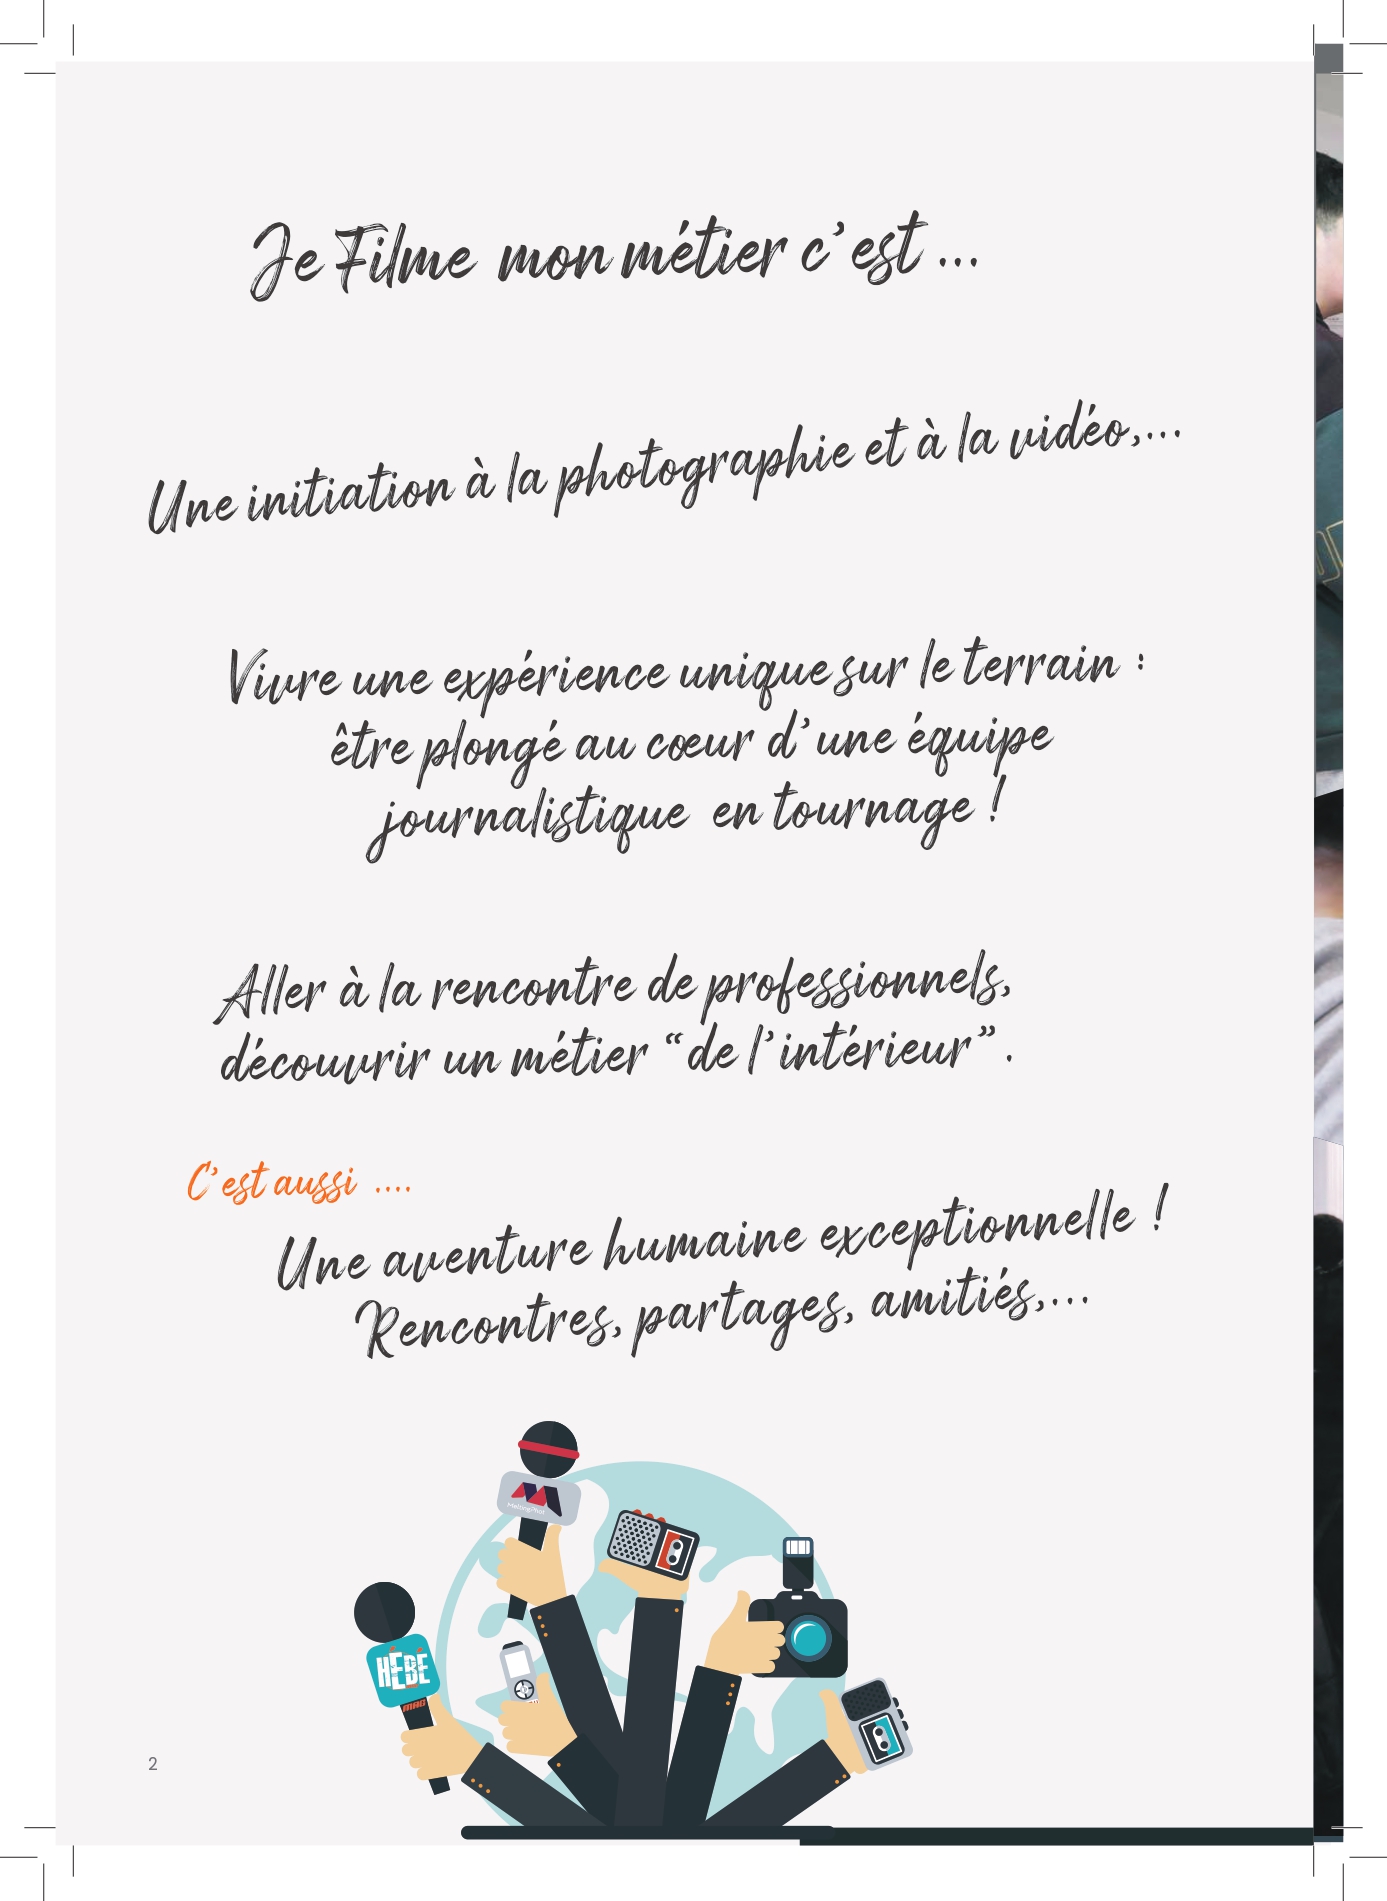 Je Filme mon métier c’est ...
Une initiation à la photographie et à la vidéo,...
Vivre une expérience unique sur le terrain :
être plongé au cœur d’une équipe
journalistique en tournage !
Aller à la rencontre de professionnels,
découvrir un métier “de l’intérieur”.
C’est aussi ....
Une aventure humaine exceptionnelle !
Rencontres, partages, amitiés,...
MeltingPhot
HÉBÉ
MAG
2